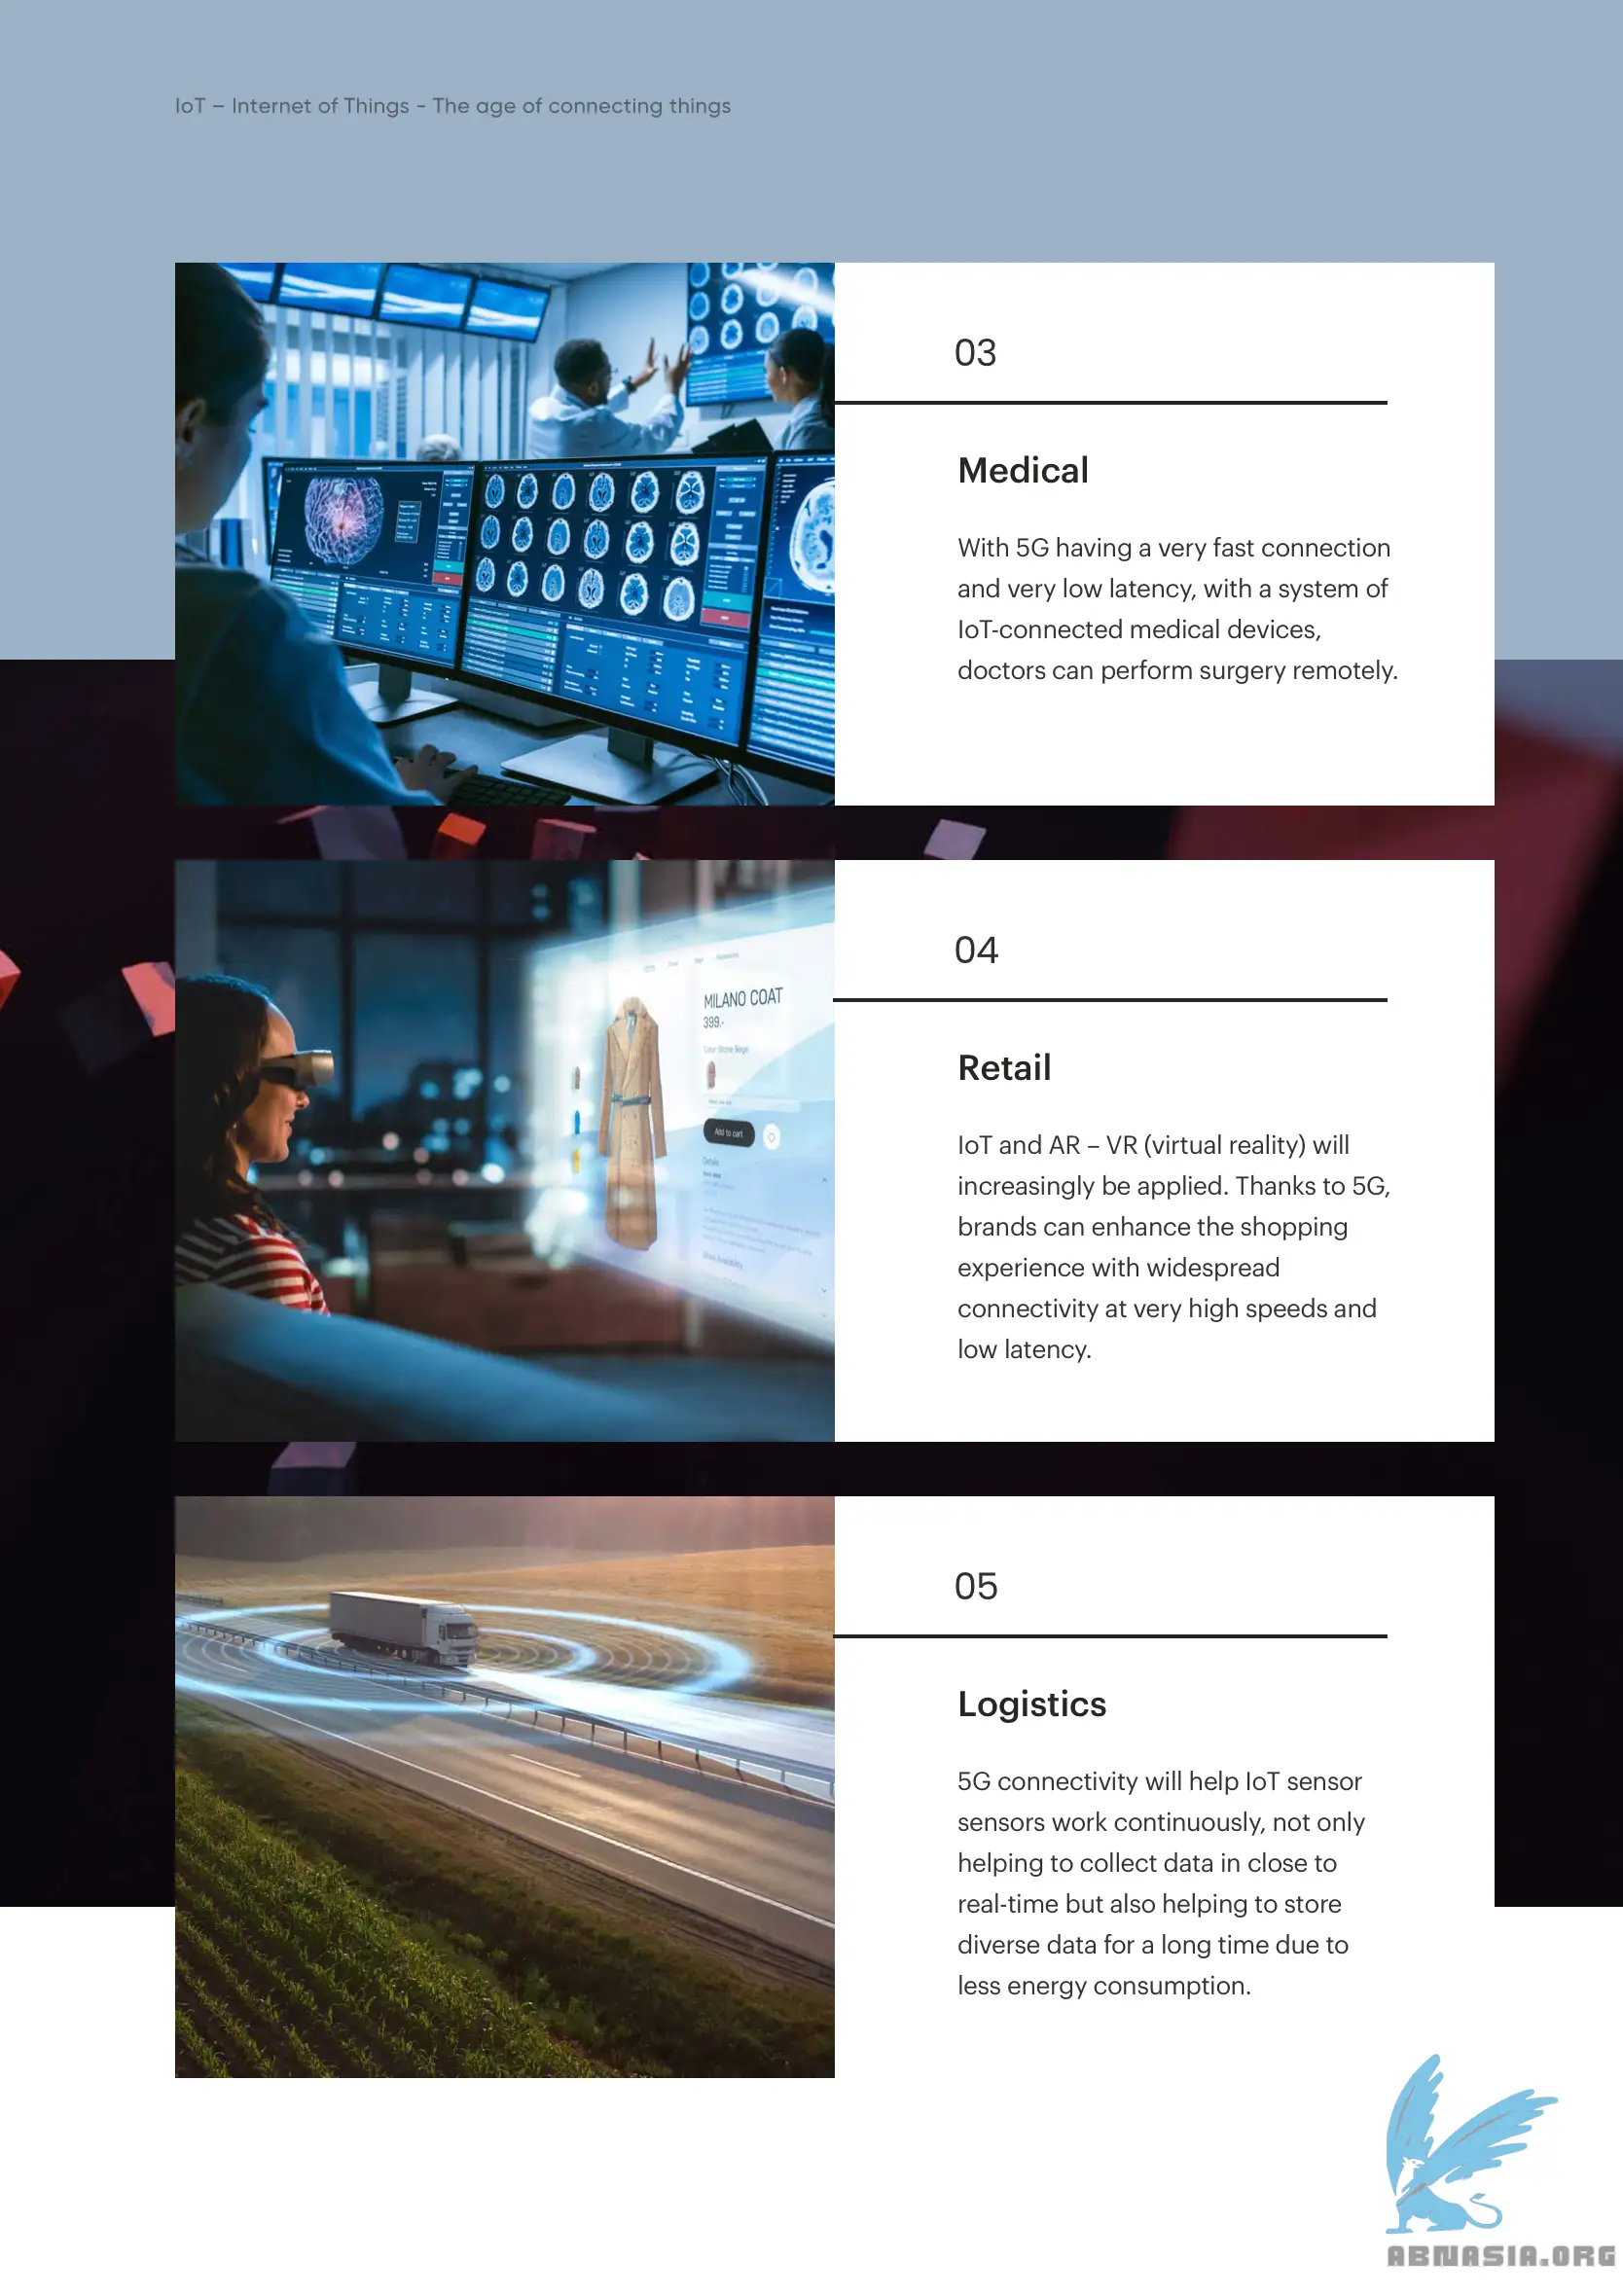 IoT – Internet of Things - The age of connecting things
03
Medical
With 5G having a very fast connection
and very low latency, with a system of
IoT-connected medical devices,
doctors can perform surgery remotely.
MILANO COAT
399.-
Color: Stone Beige
Add to cart
Details
04
Retail
IoT and AR – VR (virtual reality) will
increasingly be applied. Thanks to 5G,
brands can enhance the shopping
experience with widespread
connectivity at very high speeds and
low latency.
05
Logistics
5G connectivity will help IoT sensor
sensors work continuously, not only
helping to collect data in close to
real-time but also helping to store
diverse data for a long time due to
less energy consumption.
ABNASIA.ORG